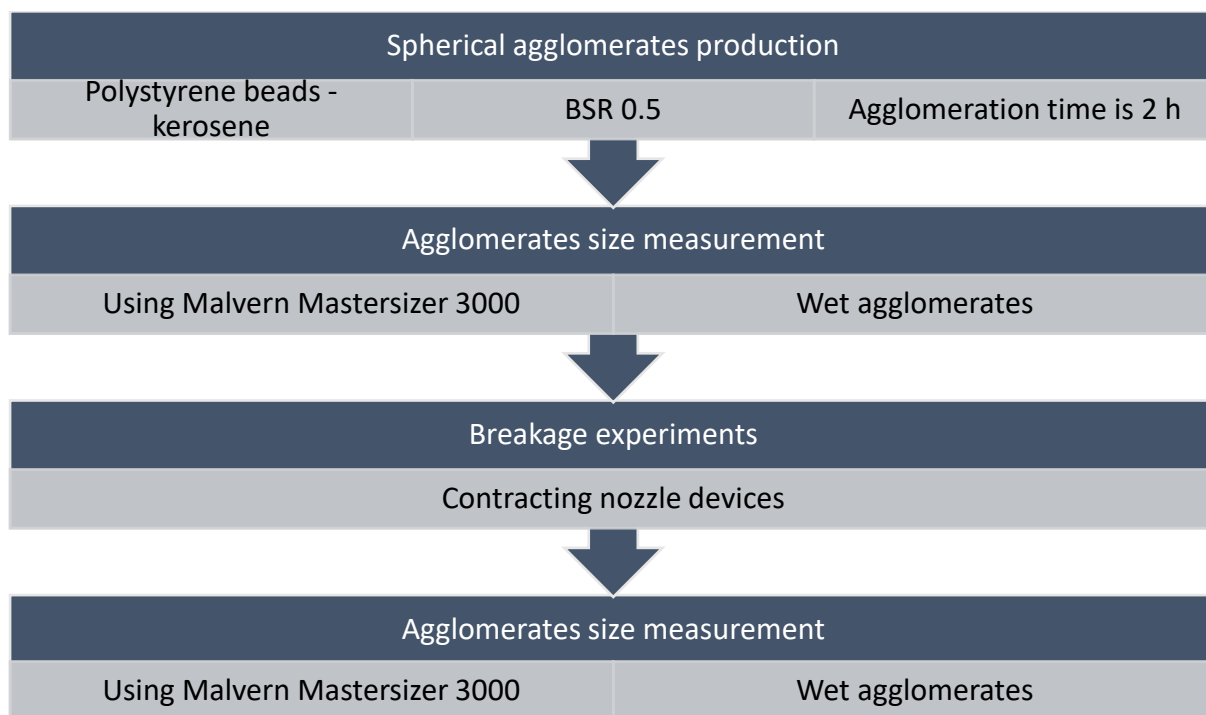 Spherical agglomerates production
Polystyrene beads -
kerosene
BSR 0.5
Agglomeration time is 2 h
Agglomerates size measurement
Using Malvern Mastersizer 3000
Wet agglomerates
Breakage experiments
Contracting nozzle devices
Agglomerates size measurement
Using Malvern Mastersizer 3000
Wet agglomerates